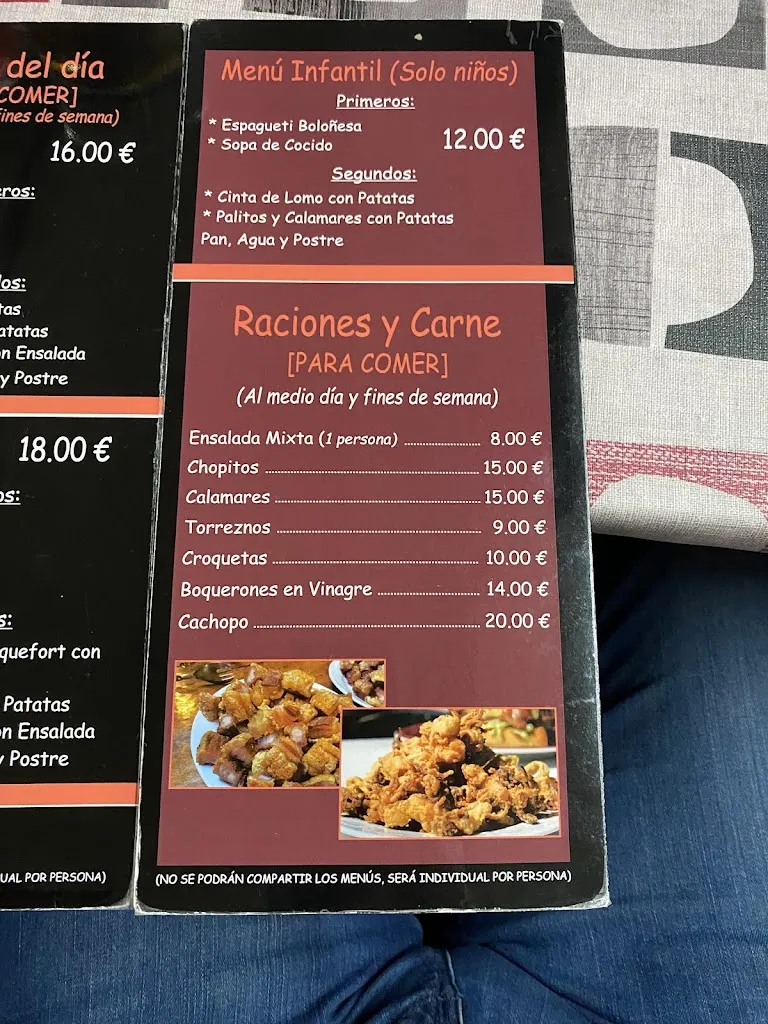 del día
COMER]
fines de semana)
16.00 €
eros:
los:
tas
atatas
on Ensalada
y Postre
18.00 €
os:
s:
quefort con
Patatas
on Ensalada
y Postre
UAL POR PERSONA)
Menú Infantil (Solo niños)
Primeros:
* Espagueti Boloñesa
* Sopa de Cocido
12.00 €
Segundos:
* Cinta de Lomo con Patatas
* Palitos y Calamares con Patatas
Pan, Agua y Postre
Raciones y Carne
[PARA COMER]
(Al medio día y fines de semana)
Ensalada Mixta (1 persona) 8.00 €
Chopitos 15.00 €
Calamares 15.00 €
Torreznos 9.00 €
Croquetas 10.00 €
Boquerones en Vinagre 14.00 €
Cachopo 20.00 €
(NO SE PODRÁN COMPARTIR LOS MENÚS, SERÁ INDIVIDUAL POR PERSONA)